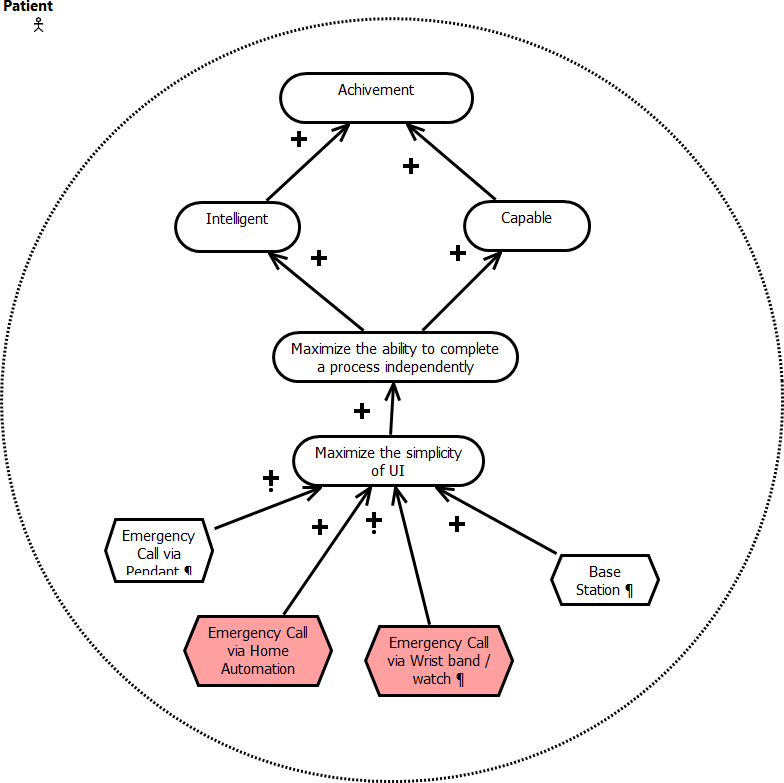 Patient
Achivement
Intelligent
Capable
Maximize the ability to complete
a process independently
Maximize the simplicity
of UI
Emergency
Call via
Pendant ¶
Base
Station ¶
Emergency Call
via Home
Automation
Emergency Call
via Wrist band /
watch ¶